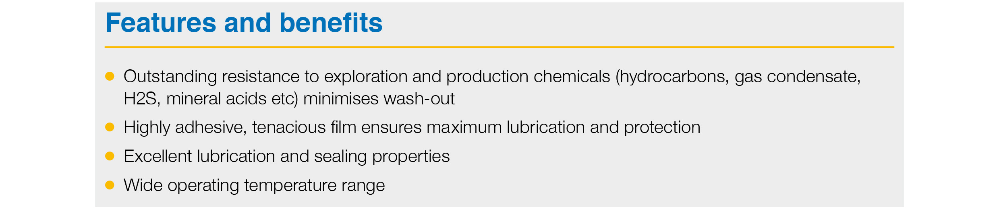 Features and benefits
Outstanding resistance to exploration and production chemicals (hydrocarbons, gas condensate,
H2S, mineral acids etc) minimises wash-out
Highly adhesive, tenacious film ensures maximum lubrication and protection
Excellent lubrication and sealing properties
Wide operating temperature range